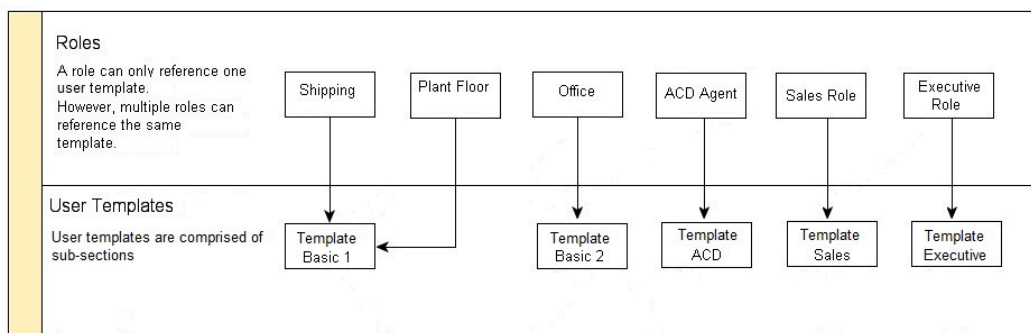 Roles
A role can only reference one
user template.
However, multiple roles can
reference the same
template.
Shipping
Plant Floor
Office
ACD Agent
Sales Role
Executive
Role
User Templates
User templates are comprised of
sub-sections
Template
Basic 1
Template
Basic 2
Template
ACD
Template
Sales
Template
Executive